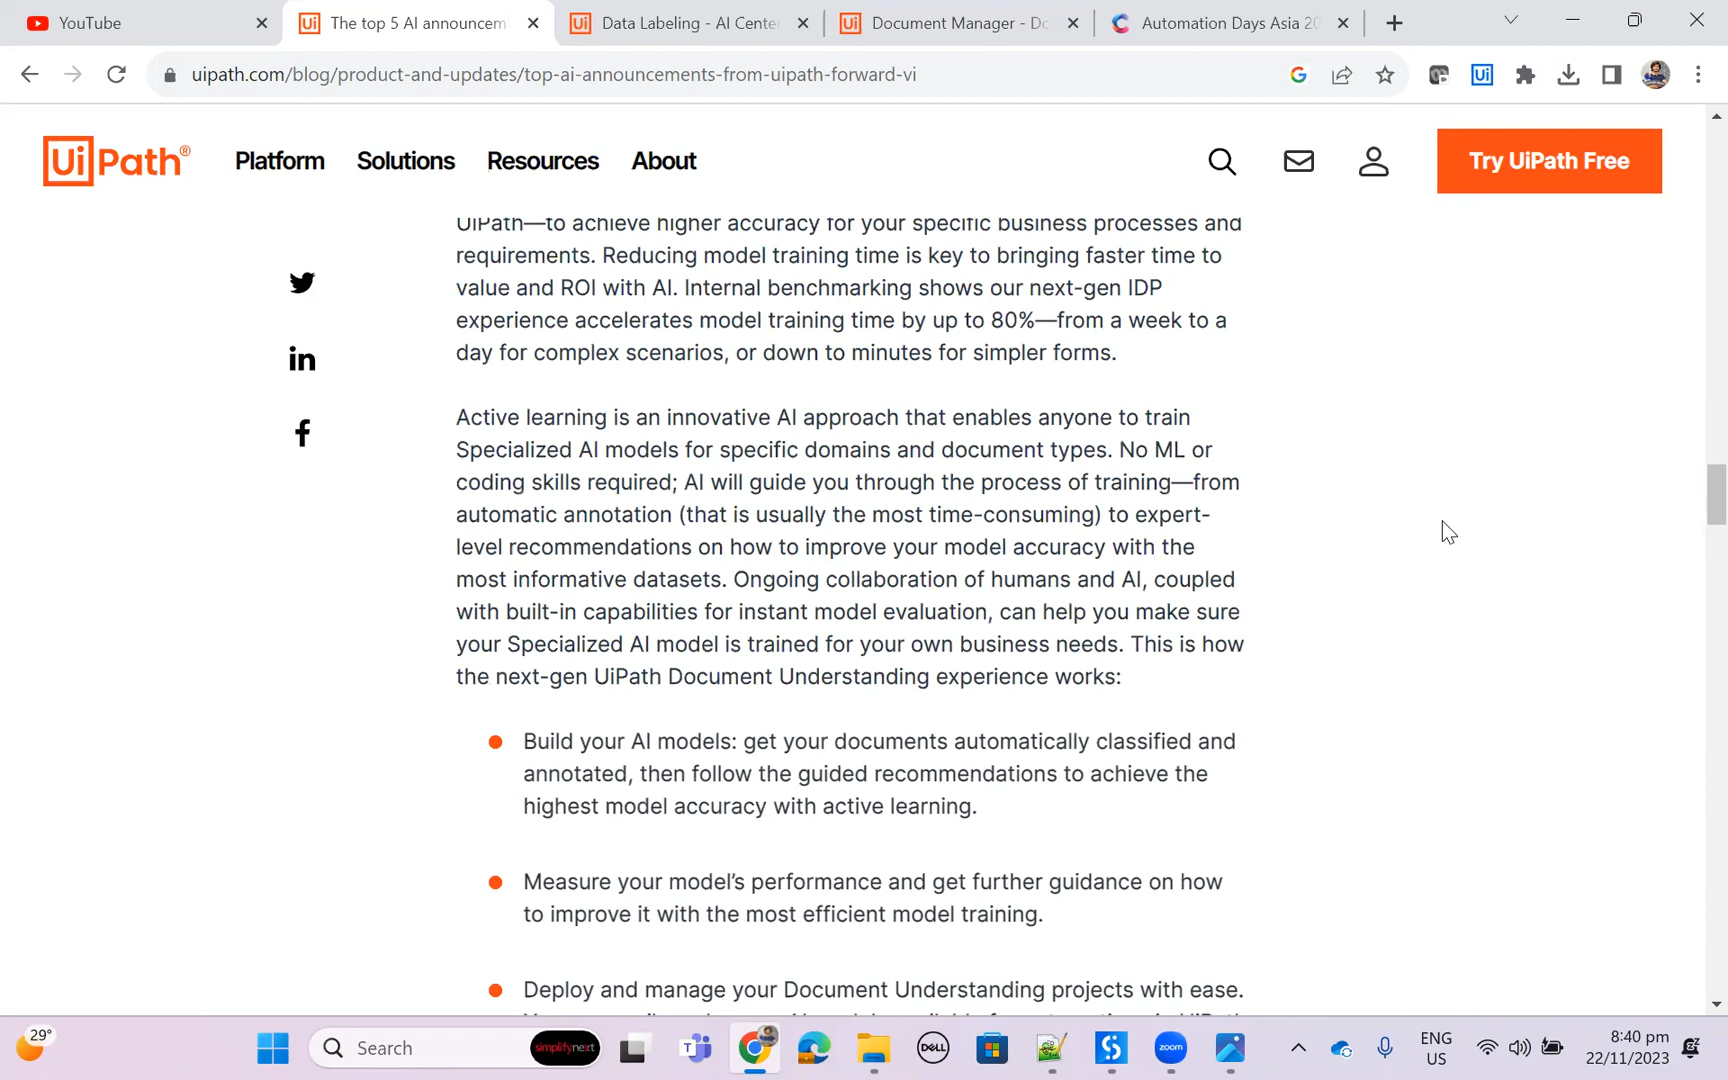 YouTube
The top 5 AI announcem
Data Labeling - AI Cente
Document Manager - Do
Automation Days Asia 20
uipath.com/blog/product-and-updates/top-ai-announcements-from-uipath-forward-vi
UiPath®
Platform
Solutions
Resources
About
Try UiPath Free
UiPath—to achieve higher accuracy for your specific business processes and
requirements. Reducing model training time is key to bringing faster time to
value and ROI with AI. Internal benchmarking shows our next-gen IDP
experience accelerates model training time by up to 80%—from a week to a
day for complex scenarios, or down to minutes for simpler forms.
Active learning is an innovative AI approach that enables anyone to train
Specialized AI models for specific domains and document types. No ML or
coding skills required; AI will guide you through the process of training—from
automatic annotation (that is usually the most time-consuming) to expert-
level recommendations on how to improve your model accuracy with the
most informative datasets. Ongoing collaboration of humans and AI, coupled
with built-in capabilities for instant model evaluation, can help you make sure
your Specialized AI model is trained for your own business needs. This is how
the next-gen UiPath Document Understanding experience works:
Build your AI models: get your documents automatically classified and
annotated, then follow the guided recommendations to achieve the
highest model accuracy with active learning.
Measure your model's performance and get further guidance on how
to improve it with the most efficient model training.
Deploy and manage your Document Understanding projects with ease.
29°
Search
simplifynext
DELL
zoom
ENG
US
8:40 pm
22/11/2023